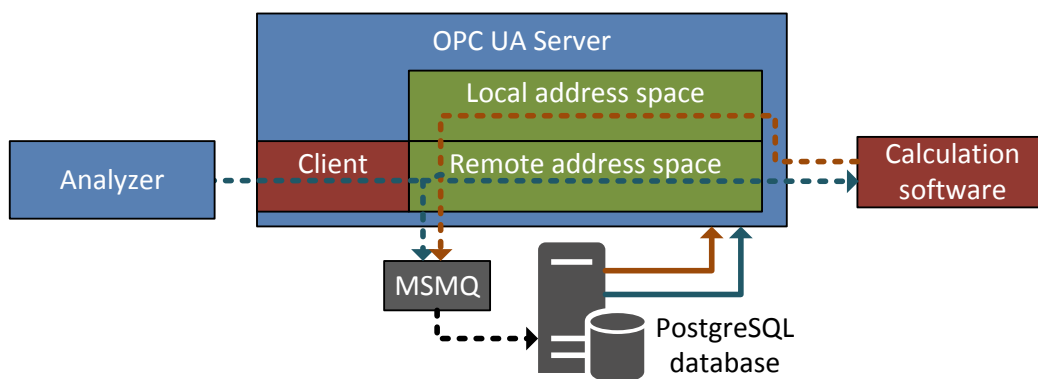 OPC UA Server
Local address space
Analyzer
Client
Remote address space
Calculation
software
MSMQ
PostgreSQL
database